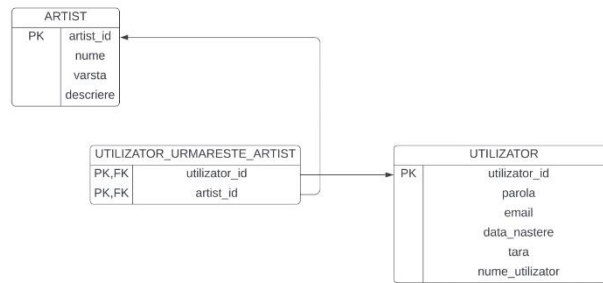 ARTIST
PK artist_id
nume
varsta
descriere
UTILIZATOR_URMARESTE_ARTIST
PK,FK utilizator_id
PK,FK artist_id
UTILIZATOR
PK utilizator_id
parola
email
data_nastere
tara
nume_utilizator